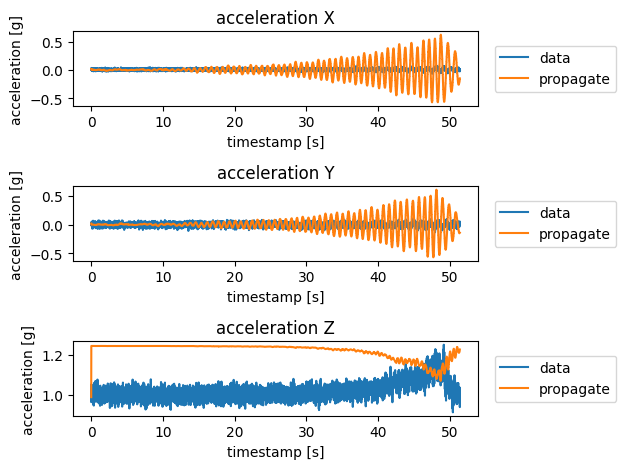 acceleration X
acceleration [g]
0.5
0.0
−0.5
0 10 20 30 40 50
timestamp [s]
data
propagate
acceleration Y
acceleration [g]
0.5
0.0
−0.5
0 10 20 30 40 50
timestamp [s]
data
propagate
acceleration Z
acceleration [g]
1.2
1.0
0 10 20 30 40 50
timestamp [s]
data
propagate